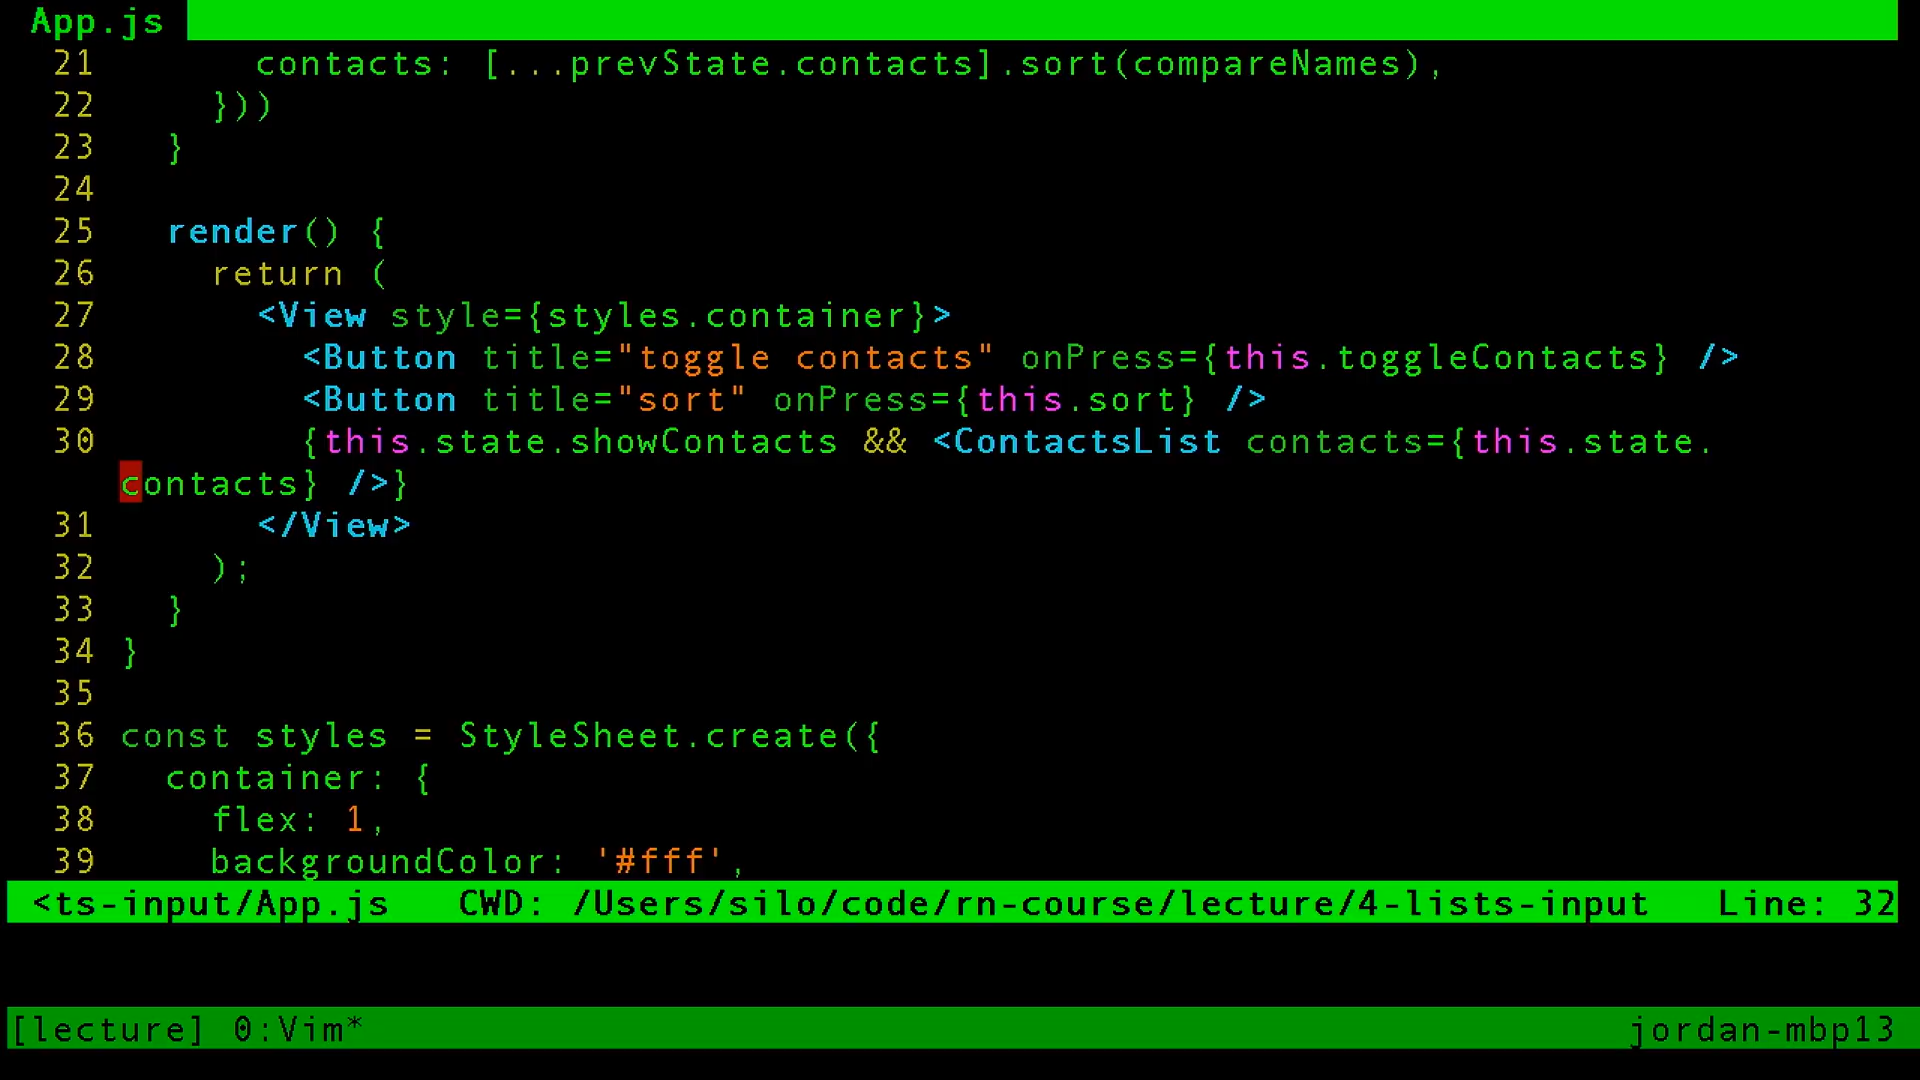 App.js
21       contacts: [...prevState.contacts].sort(compareNames),
22     }))
23   }
24
25   render() {
26     return (
27       <View style={styles.container}>
28         <Button title="toggle contacts" onPress={this.toggleContacts} />
29         <Button title="sort" onPress={this.sort} />
30         {this.state.showContacts && <ContactsList contacts={this.state.
contacts} />}
31       </View>
32     );
33   }
34 }
35
36 const styles = StyleSheet.create({
37   container: {
38     flex: 1,
39     backgroundColor: '#fff',
<ts-input/App.js   CWD: /Users/silo/code/rn-course/lecture/4-lists-input   Line: 32
[lecture] 0:Vim* jordan-mbp13